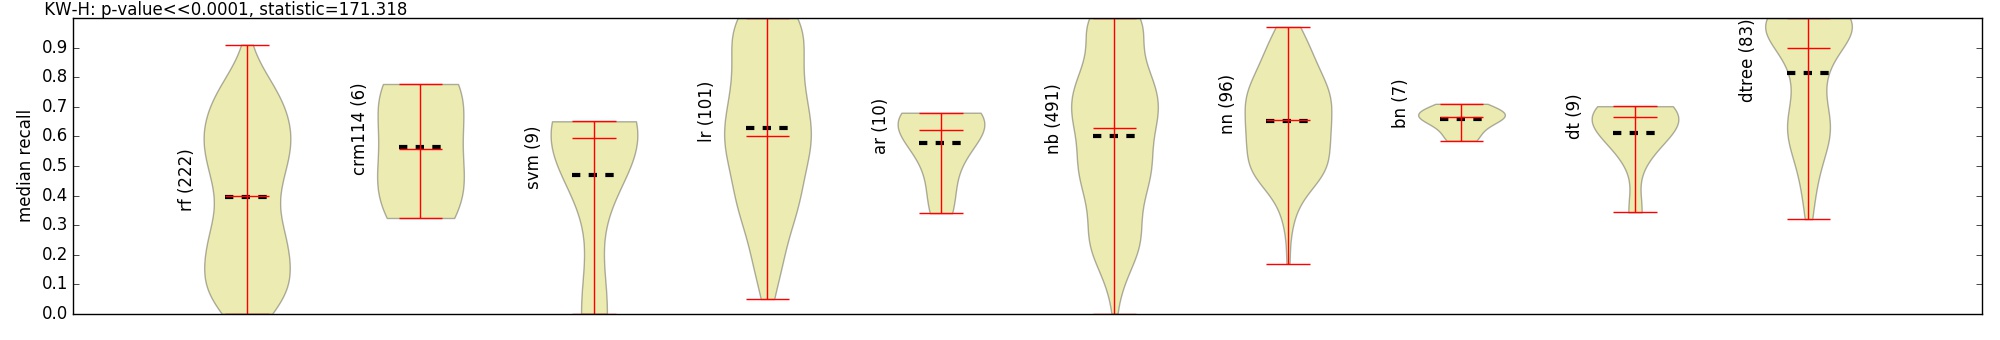 KW-H: p-value<<0.0001, statistic=171.318
median recall
0.9
0.8
0.7
0.6
0.5
0.4
0.3
0.2
0.1
0.0
rf (222)
crm114 (6)
svm (9)
lr (101)
ar (10)
nb (491)
nn (96)
bn (7)
dt (9)
dtree (83)